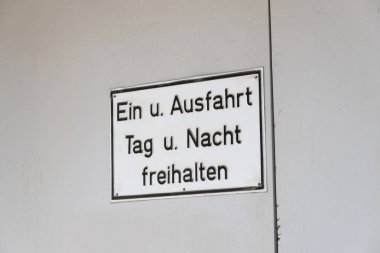 Ein u. Ausfahrt
Tag u. Nacht
freihalten